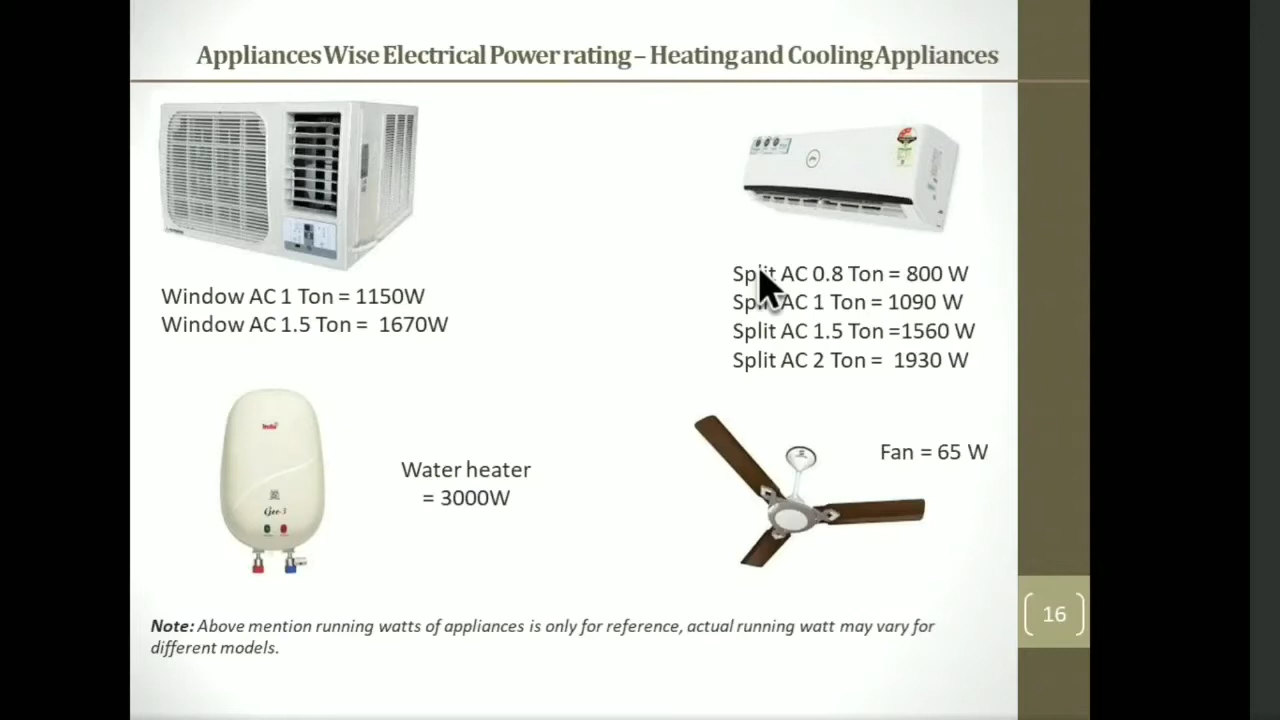 Appliances Wise Electrical Power rating – Heating and Cooling Appliances
Window AC 1 Ton = 1150W
Window AC 1.5 Ton = 1670W
Split AC 0.8 Ton = 800 W
Split AC 1 Ton = 1090 W
Split AC 1.5 Ton =1560 W
Split AC 2 Ton = 1930 W
Water heater
= 3000W
Fan = 65 W
Note: Above mention running watts of appliances is only for reference, actual running watt may vary for
different models.
16